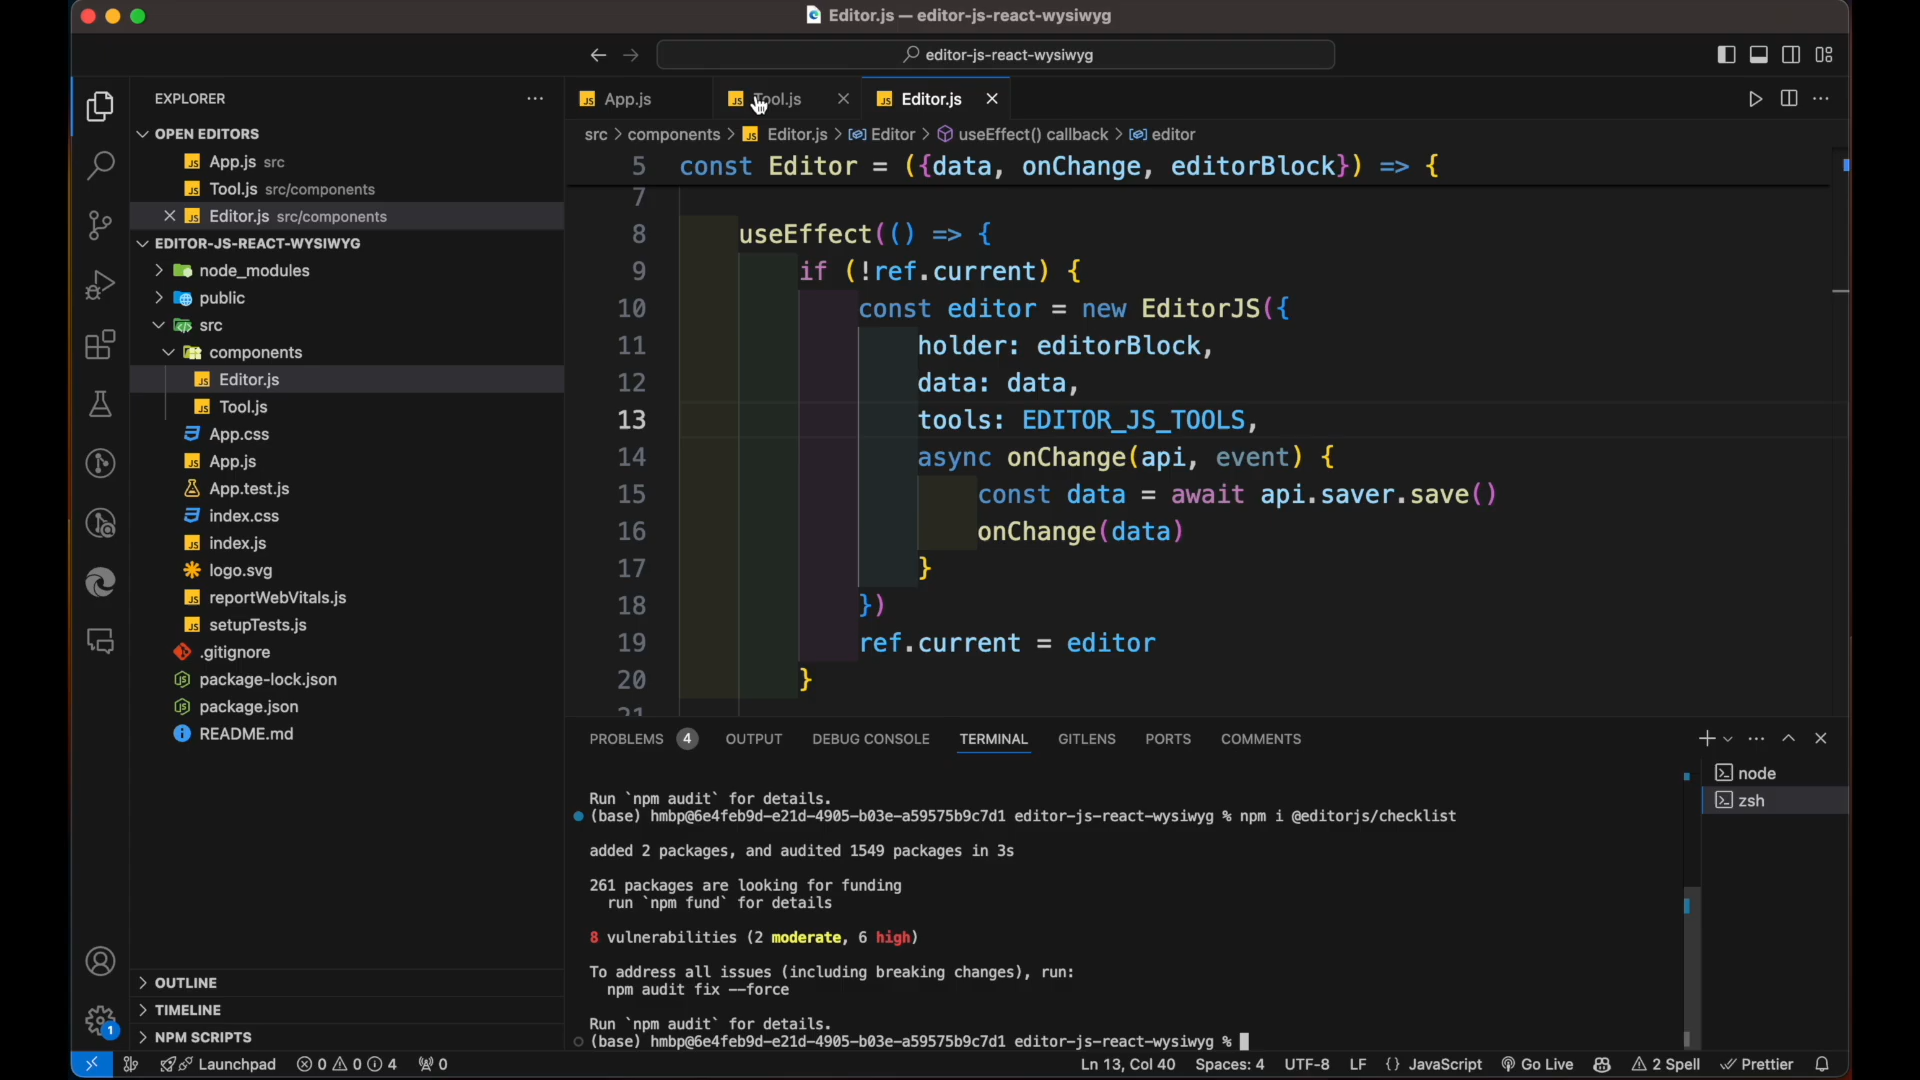 Editor.js — editor-js-react-wysiwyg
editor-js-react-wysiwyg
EXPLORER
OPEN EDITORS
App.js src
Tool.js src/components
Editor.js src/components
EDITOR-JS-REACT-WYSIWYG
node_modules
public
src
components
Editor.js
Tool.js
App.css
App.js
App.test.js
index.css
index.js
logo.svg
reportWebVitals.js
setupTests.js
.gitignore
package-lock.json
package.json
README.md
OUTLINE
TIMELINE
NPM SCRIPTS
App.js
Tool.js
Editor.js
src > components > Editor.js > Editor > useEffect() callback > editor
5 const Editor = ({data, onChange, editorBlock}) => {
7
8 useEffect(() => {
9 if (!ref.current) {
10 const editor = new EditorJS({
11 holder: editorBlock,
12 data: data,
13 tools: EDITOR_JS_TOOLS,
14 async onChange(api, event) {
15 const data = await api.saver.save()
16 onChange(data)
17 }
18 })
19 ref.current = editor
20 }
21
PROBLEMS 4 OUTPUT DEBUG CONSOLE TERMINAL GITLENS PORTS COMMENTS
Run `npm audit` for details.
(base) hmbp@6e4feb9d-e21d-4905-b03e-a59575b9c7d1 editor-js-react-wysiwyg % npm i @editorjs/checklist
added 2 packages, and audited 1549 packages in 3s
261 packages are looking for funding
run `npm fund` for details
8 vulnerabilities (2 moderate, 6 high)
To address all issues (including breaking changes), run:
npm audit fix --force
Run `npm audit` for details.
(base) hmbp@6e4feb9d-e21d-4905-b03e-a59575b9c7d1 editor-js-react-wysiwyg %
node
zsh
1
Launchpad 0 0 4 0 Ln 13, Col 40 Spaces: 4 UTF-8 LF {} JavaScript Go Live 2 Spell Prettier